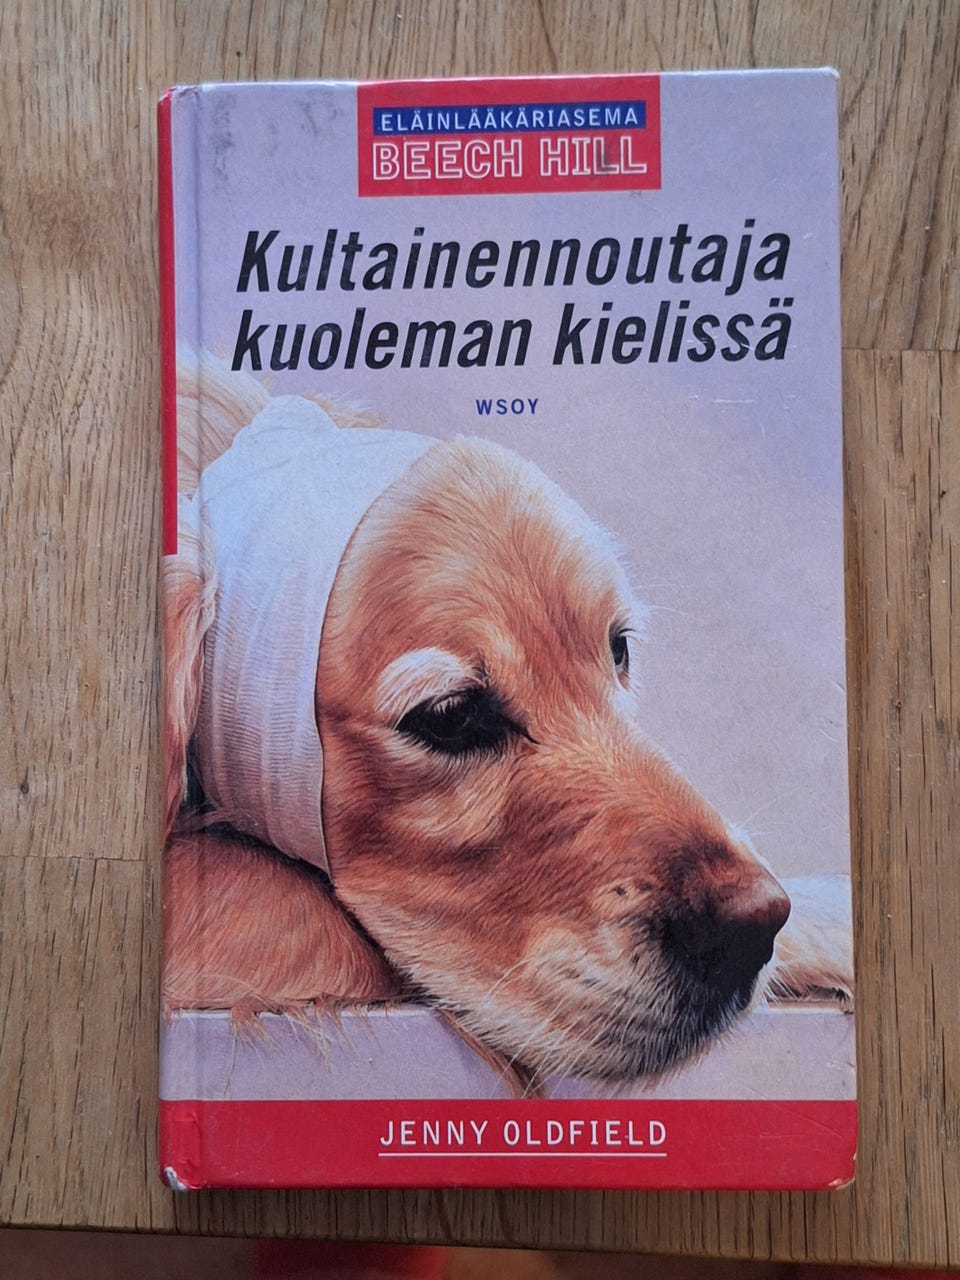 ELÄINLÄÄKÄRIASEMA
BEECH HILL
Kultainennoutaja
kuoleman kielissä
WSOY
JENNY OLDFIELD